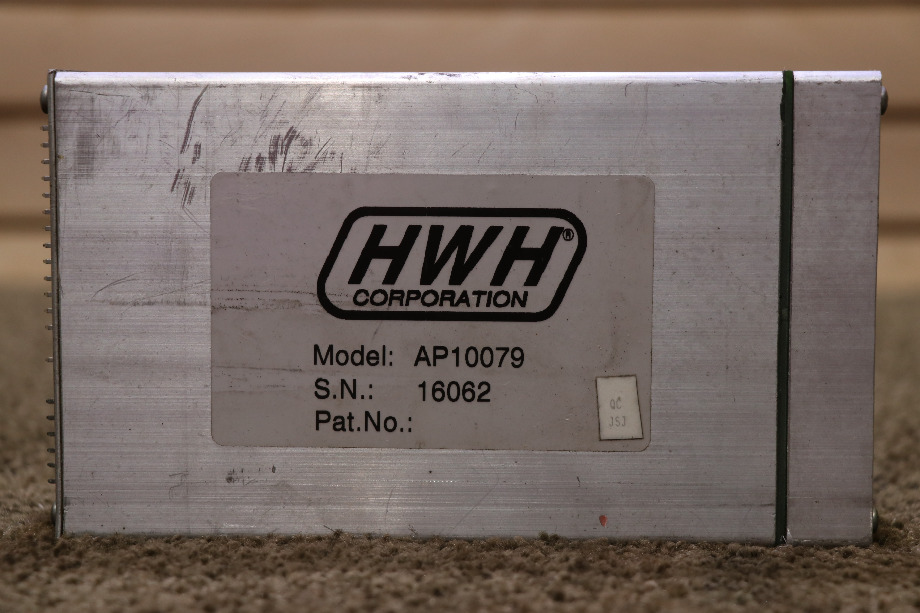 HWH®
CORPORATION
Model: AP10079
S.N.: 16062
Pat.No.:
QC
JSJ